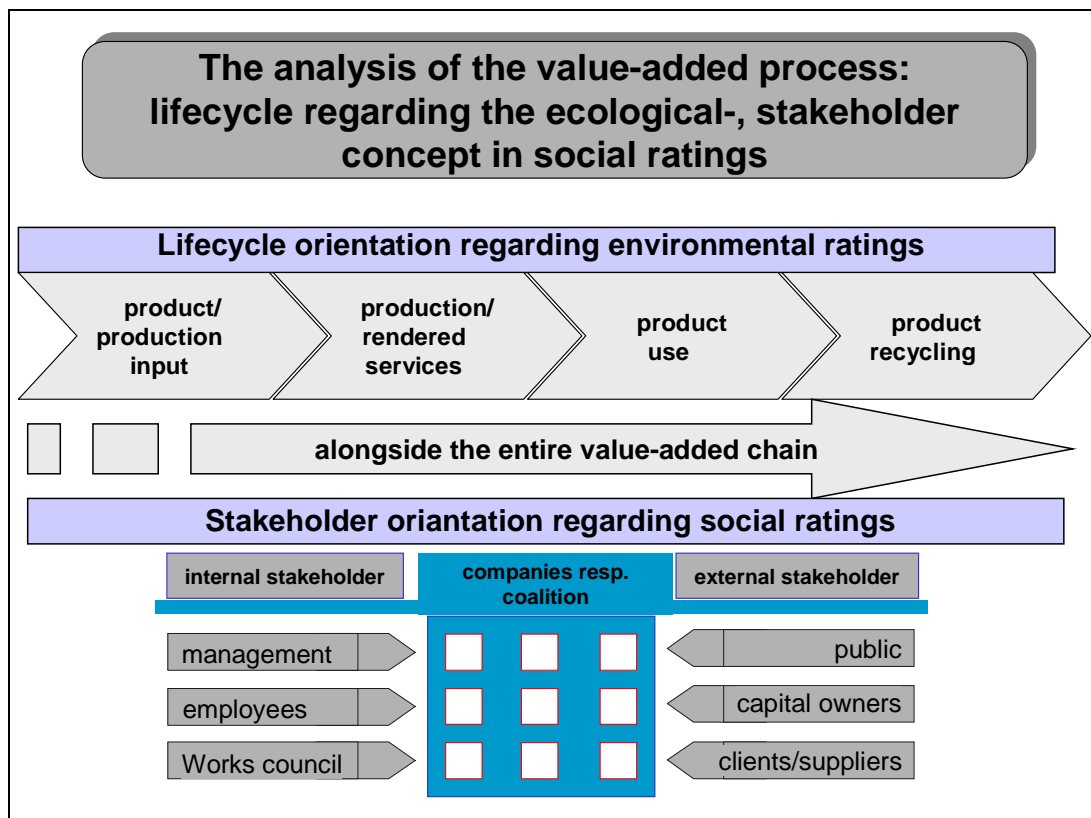 The analysis of the value-added process:
lifecycle regarding the ecological-, stakeholder
concept in social ratings
Lifecycle orientation regarding environmental ratings
product/
production
input
production/
rendered
services
product
use
product
recycling
alongside the entire value-added chain
Stakeholder oriantation regarding social ratings
internal stakeholder
companies resp.
coalition
external stakeholder
management
public
employees
capital owners
Works council
clients/suppliers